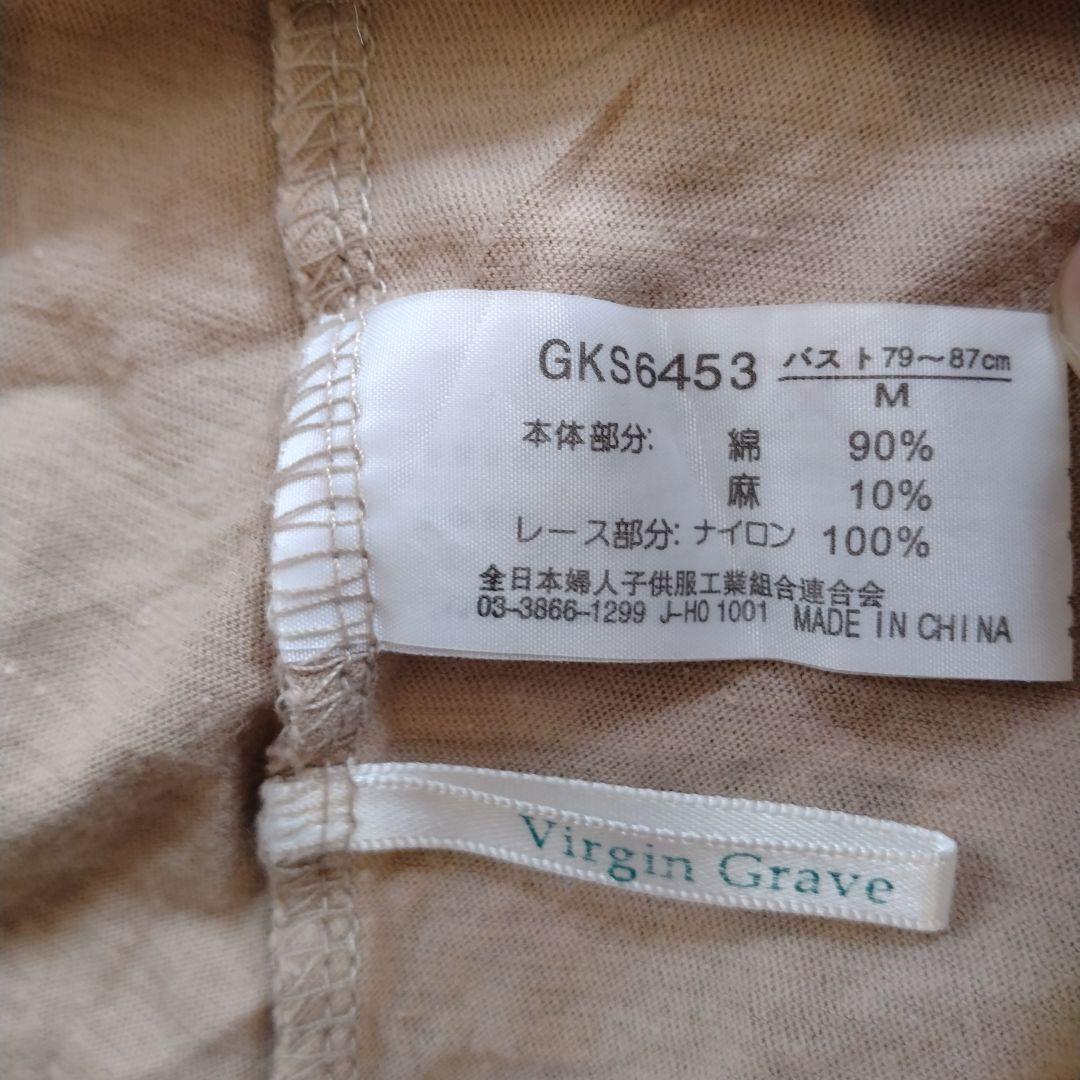 GKS6453 バスト79~87cm
M
本体部分: 綿 90%
麻 10%
レース部分: ナイロン 100%
全日本婦人子供服工業組合連合会
03-3866-1299 J-H0 1001 MADE IN CHINA
Virgin Grave